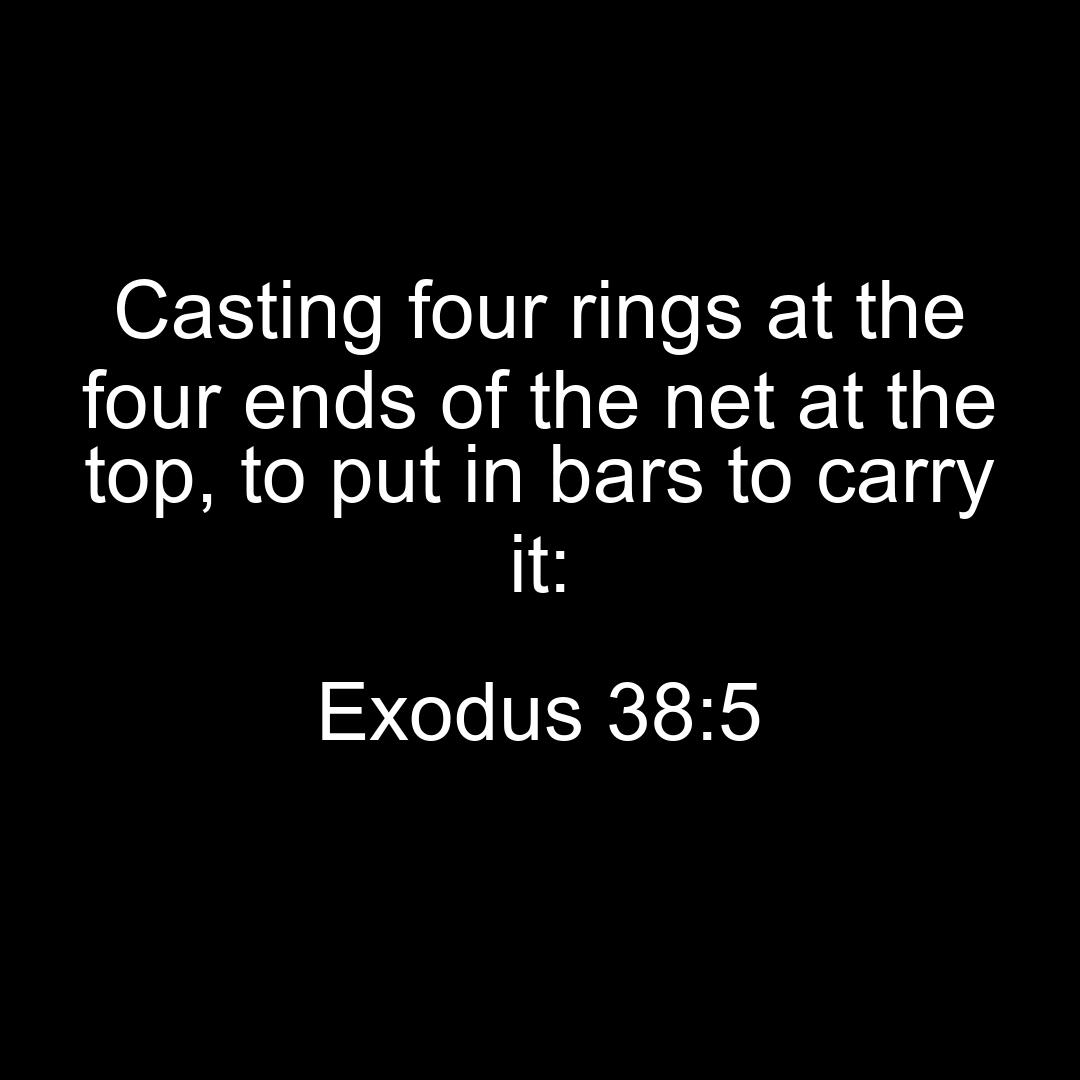 Casting four rings at the
four ends of the net at the
top, to put in bars to carry
it:
Exodus 38:5